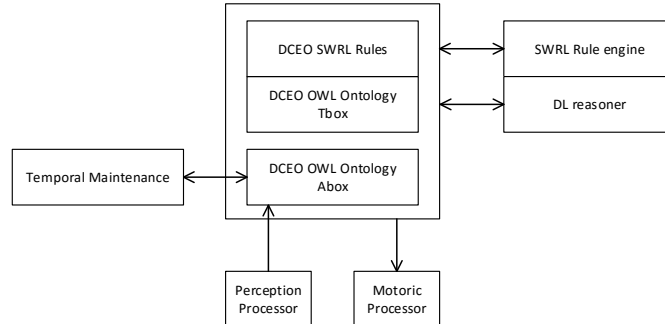 DCEO SWRL Rules
SWRL Rule engine
DCEO OWL Ontology
Tbox
DL reasoner
Temporal Maintenance
DCEO OWL Ontology
Abox
Perception
Processor
Motoric
Processor